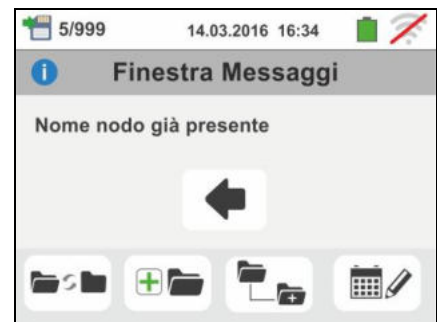 5/999 14.03.2016 16:34
Finestra Messaggi
Nome nodo già presente